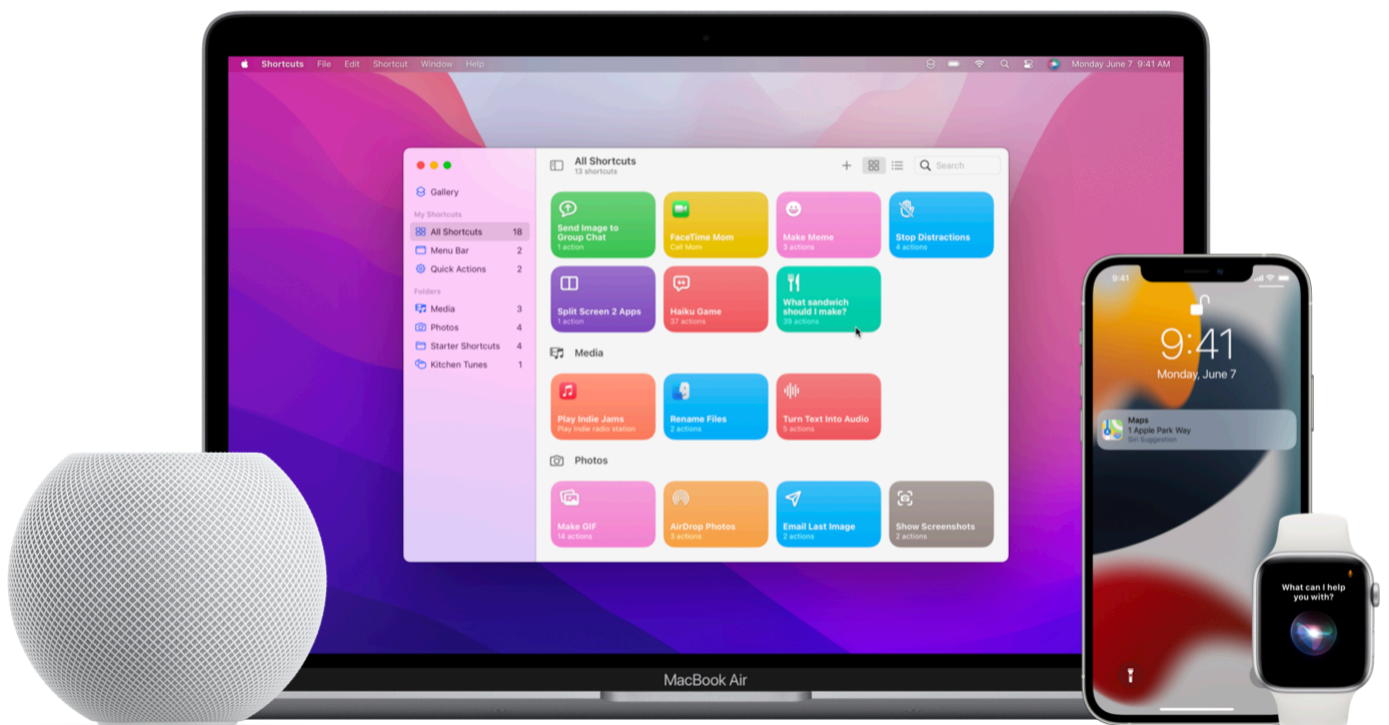 Shortcuts File Edit Shortcut Window Help
Monday June 7 9:41 AM
Gallery
My Shortcuts
All Shortcuts 18
Menu Bar 2
Quick Actions 2
Folders
Media 3
Photos 4
Starter Shortcuts 4
Kitchen Tunes 1
All Shortcuts
13 shortcuts
Search
Send Image to
Group Chat
1 action
FaceTime Mom
Call Mom
Make Meme
3 actions
Stop Distractions
4 actions
Split Screen 2 Apps
1 action
Haiku Game
37 actions
What sandwich
should I make?
39 actions
Media
Play Indie Jams
Play Indie radio station
Rename Files
2 actions
Turn Text Into Audio
5 actions
Photos
Make GIF
14 actions
AirDrop Photos
3 actions
Email Last Image
2 actions
Show Screenshots
2 actions
MacBook Air
9:41
9:41
Monday, June 7
Maps
1 Apple Park Way
Siri Suggestion
What can I help
you with?